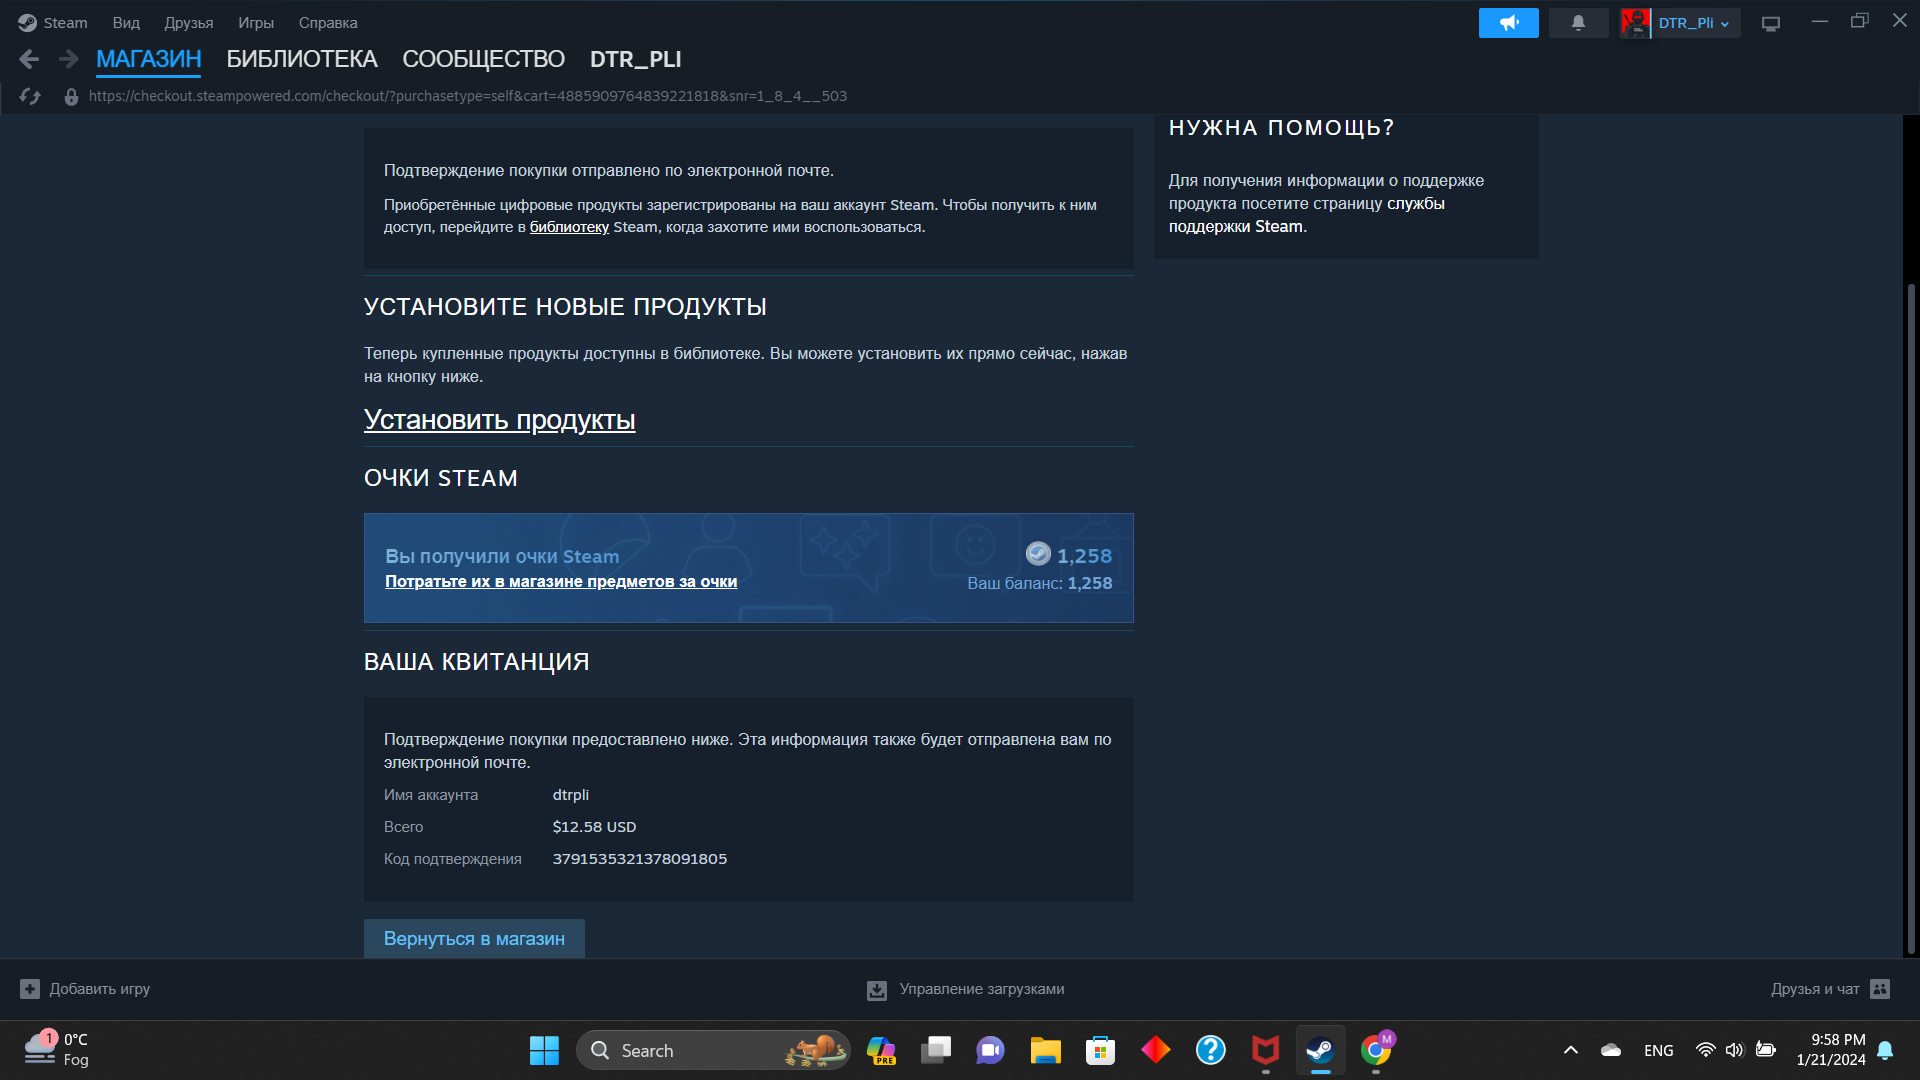 Steam Вид Друзья Игры Справка DTR_Pli
МАГАЗИН БИБЛИОТЕКА СООБЩЕСТВО DTR_PLI
https://checkout.steampowered.com/checkout/?purchasetype=self&cart=4885909764839221818&snr=1_8_4__503
НУЖНА ПОМОЩЬ?
Для получения информации о поддержке
продукта посетите страницу службы
поддержки Steam.
Подтверждение покупки отправлено по электронной почте.
Приобретённые цифровые продукты зарегистрированы на ваш аккаунт Steam. Чтобы получить к ним
доступ, перейдите в библиотеку Steam, когда захотите ими воспользоваться.
УСТАНОВИТЕ НОВЫЕ ПРОДУКТЫ
Теперь купленные продукты доступны в библиотеке. Вы можете установить их прямо сейчас, нажав
на кнопку ниже.
Установить продукты
ОЧКИ STEAM
Вы получили очки Steam 1,258
Потратьте их в магазине предметов за очки Ваш баланс: 1,258
ВАША КВИТАНЦИЯ
Подтверждение покупки предоставлено ниже. Эта информация также будет отправлена вам по
электронной почте.
Имя аккаунта dtrpli
Всего $12.58 USD
Код подтверждения 3791535321378091805
Вернуться в магазин
Добавить игру Управление загрузками Друзья и чат
1 0°C
Fog
Search
PRE
M
ENG
9:58 PM
1/21/2024